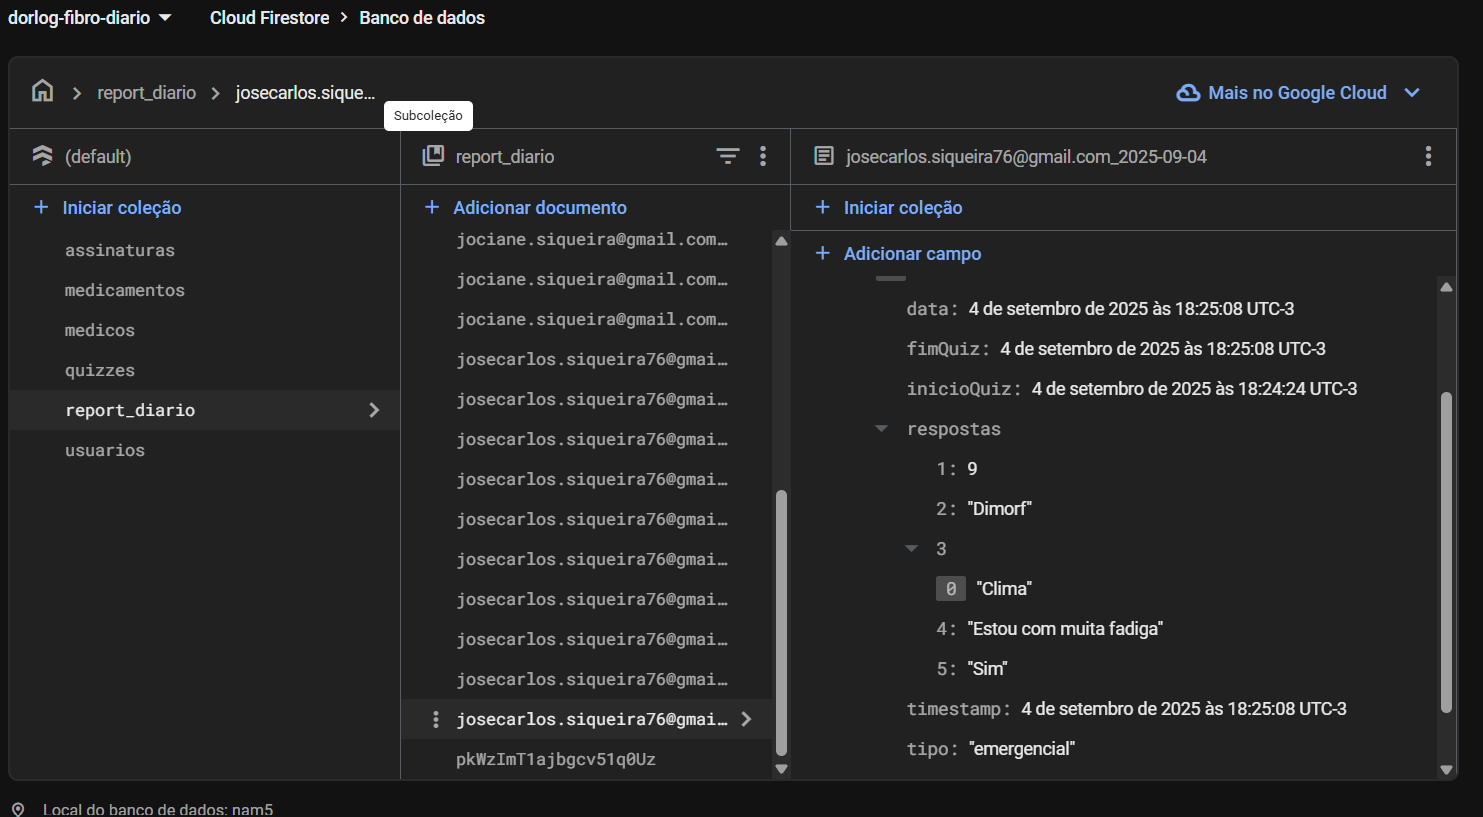 dorlog-fibro-diario Cloud Firestore > Banco de dados
report_diario > josecarlos.sique...
Mais no Google Cloud
Subcoleção
(default)
Iniciar coleção
assinaturas
medicamentos
medicos
quizzes
report_diario
usuarios
report_diario
Adicionar documento
jociane.siqueira@gmail.com…
jociane.siqueira@gmail.com…
jociane.siqueira@gmail.com…
josecarlos.siqueira76@gmai…
josecarlos.siqueira76@gmai…
josecarlos.siqueira76@gmai…
josecarlos.siqueira76@gmai…
josecarlos.siqueira76@gmai…
josecarlos.siqueira76@gmai…
josecarlos.siqueira76@gmai…
josecarlos.siqueira76@gmai…
josecarlos.siqueira76@gmai…
josecarlos.siqueira76@gmai…
pkWzImT1ajbgcv51q0Uz
josecarlos.siqueira76@gmail.com_2025-09-04
Iniciar coleção
Adicionar campo
data: 4 de setembro de 2025 às 18:25:08 UTC-3
fimQuiz: 4 de setembro de 2025 às 18:25:08 UTC-3
inicioQuiz: 4 de setembro de 2025 às 18:24:24 UTC-3
respostas
1: 9
2: "Dimorf"
3
0 "Clima"
4: "Estou com muita fadiga"
5: "Sim"
timestamp: 4 de setembro de 2025 às 18:25:08 UTC-3
tipo: "emergencial"
Local do banco de dados: nam5